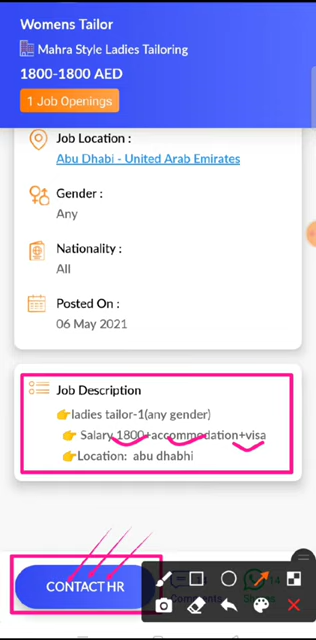 Womens Tailor
Mahra Style Ladies Tailoring
1800-1800 AED
1 Job Openings
Job Location :
Abu Dhabi - United Arab Emirates
Gender :
Any
Nationality :
All
Posted On :
06 May 2021
Job Description
👉ladies tailor-1(any gender)
👉 Salary 1800+accommodation+visa
👉Location: abu dhabhi
CONTACT HR